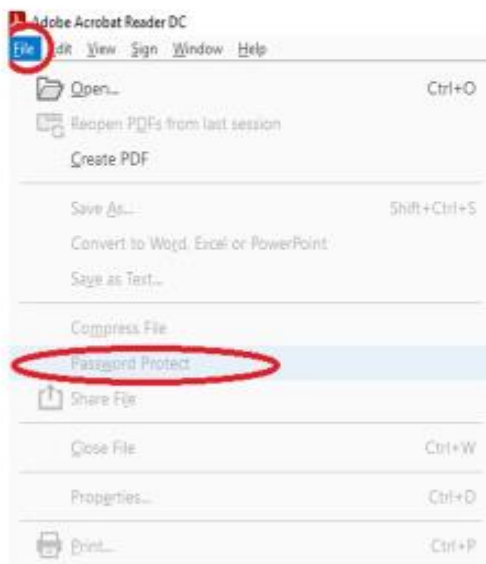 Adobe Acrobat Reader DC
File Edit View Sign Window Help
Open... Ctrl+O
Reopen PDFs from last session
Create PDF
Save As... Shift+Ctrl+S
Convert to Word, Excel or PowerPoint
Save as Text...
Compress File
Password Protect
Share File
Close File Ctrl+W
Properties... Ctrl+D
Print... Ctrl+P